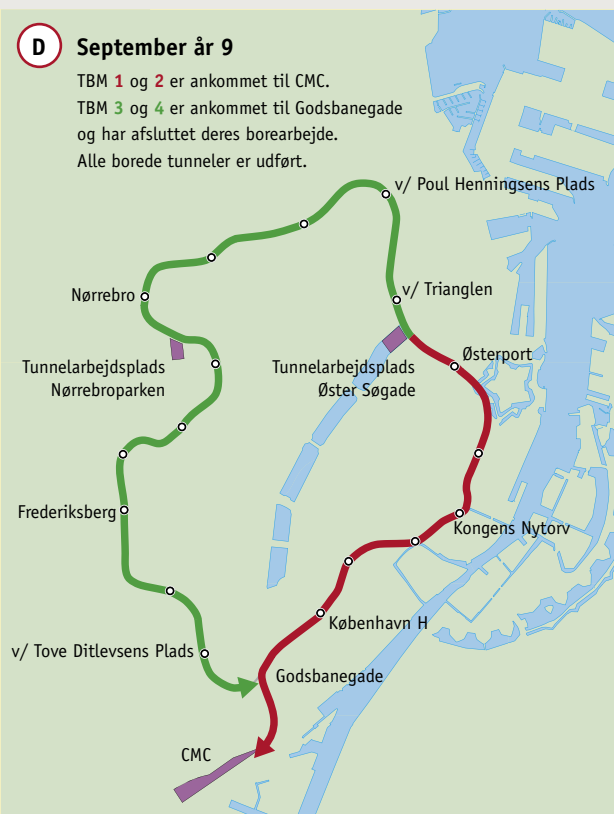 D
September år 9
TBM 1 og 2 er ankommet til CMC.
TBM 3 og 4 er ankommet til Godsbanegade
og har afsluttet deres borearbejde.
Alle borede tunneler er udført.
v/ Poul Henningsens Plads
Nørrebro
v/ Trianglen
Tunnelarbejdsplads
Nørrebroparken
Tunnelarbejdsplads
Øster Søgade
Østerport
Frederiksberg
Kongens Nytorv
København H
v/ Tove Ditlevsens Plads
Godsbanegade
CMC